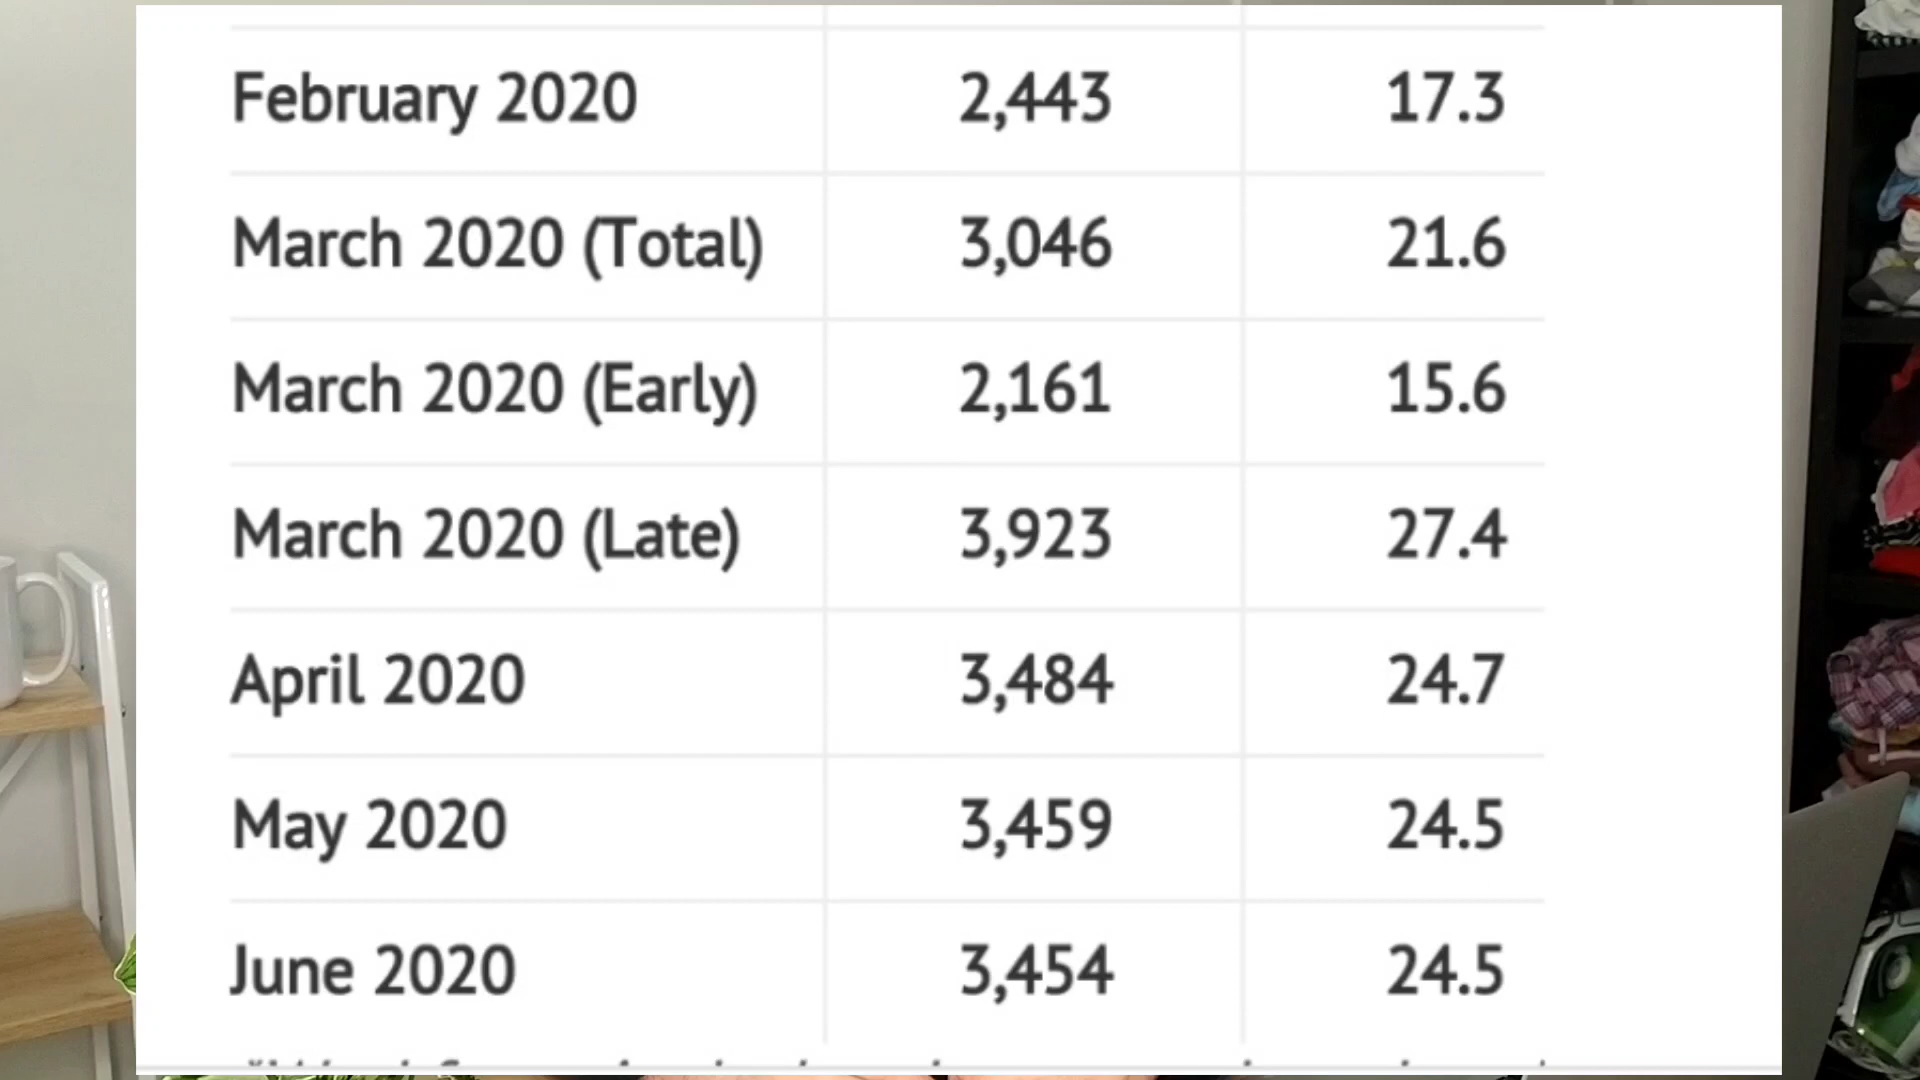 February 2020 2,443 17.3
March 2020 (Total) 3,046 21.6
March 2020 (Early) 2,161 15.6
March 2020 (Late) 3,923 27.4
April 2020 3,484 24.7
May 2020 3,459 24.5
June 2020 3,454 24.5